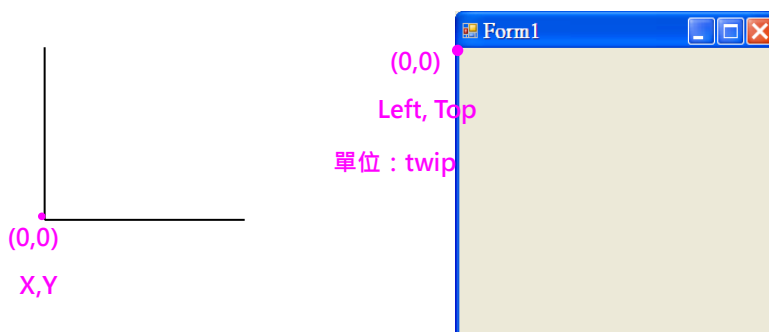 Form1
(0,0)
Left, Top
單位：twip
(0,0)
X,Y